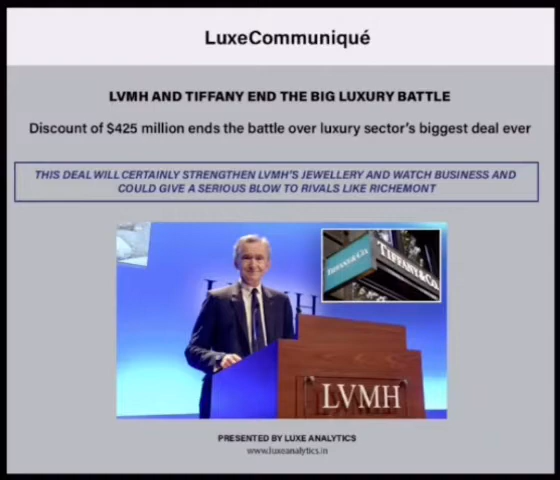 LuxeCommuniqué
LVMH AND TIFFANY END THE BIG LUXURY BATTLE
Discount of $425 million ends the battle over luxury sector's biggest deal ever
THIS DEAL WILL CERTAINLY STRENGTHEN LVMH'S JEWELLERY AND WATCH BUSINESS AND
COULD GIVE A SERIOUS BLOW TO RIVALS LIKE RICHEMONT
TIFFANY & CO.
TIFFANY & CO.
LVMH
PRESENTED BY LUXE ANALYTICS
www.luxeanalytics.in